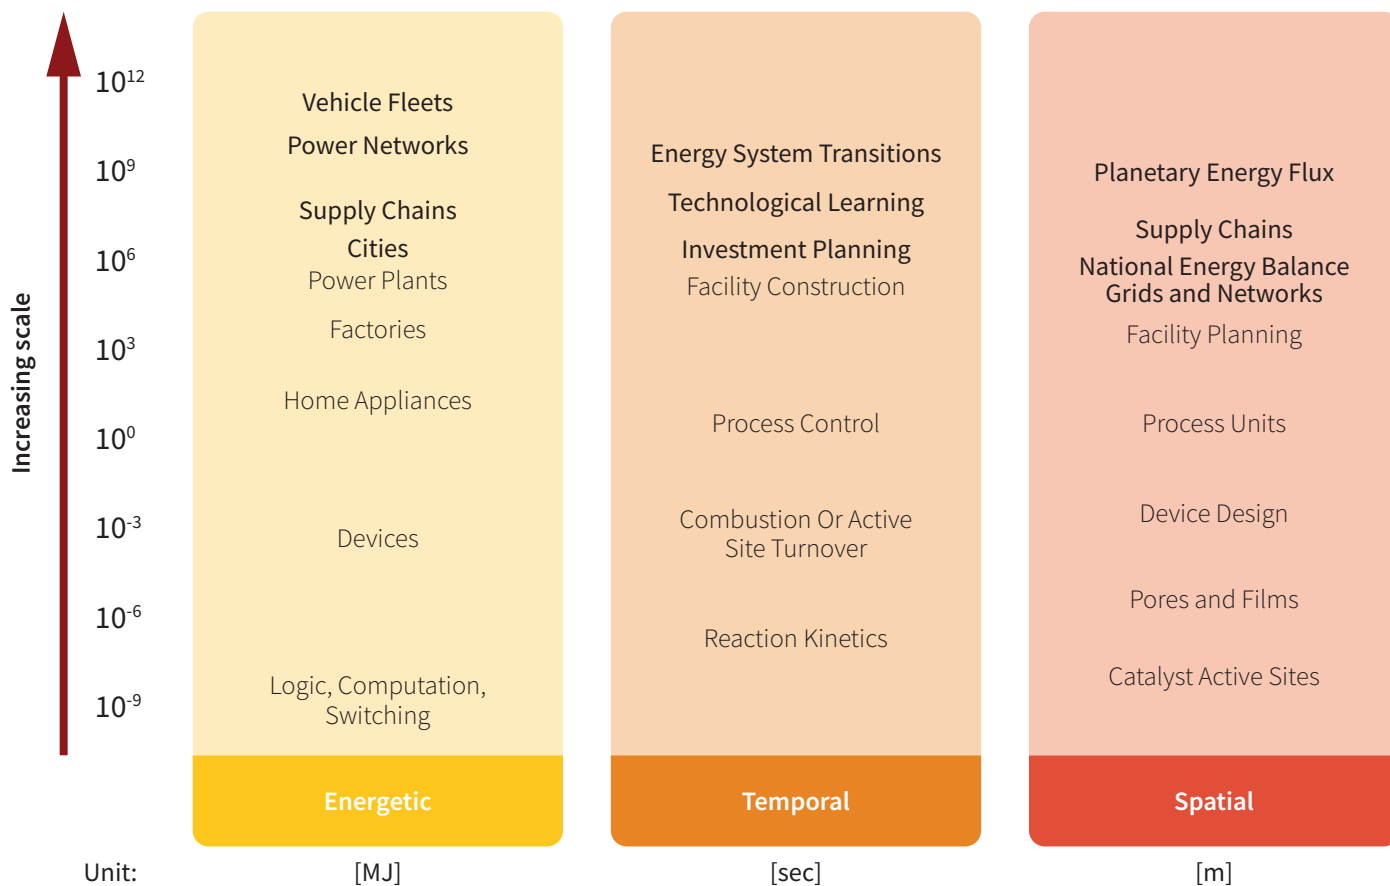 Increasing scale
10^12
10^9
10^6
10^3
10^0
10^-3
10^-6
10^-9
Vehicle Fleets
Power Networks
Supply Chains
Cities
Power Plants
Factories
Home Appliances
Devices
Logic, Computation,
Switching
Energetic
Energy System Transitions
Technological Learning
Investment Planning
Facility Construction
Process Control
Combustion Or Active
Site Turnover
Reaction Kinetics
Temporal
Planetary Energy Flux
Supply Chains
National Energy Balance
Grids and Networks
Facility Planning
Process Units
Device Design
Pores and Films
Catalyst Active Sites
Spatial
Unit: [MJ] [sec] [m]